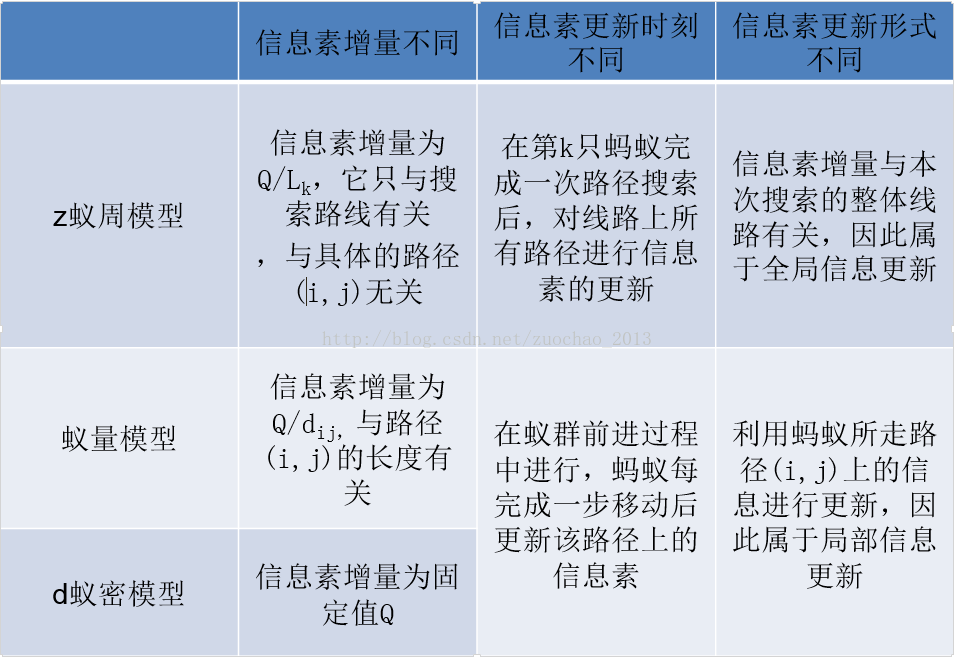 信息素增量不同
信息素更新时刻
不同
信息素更新形式
不同
z蚁周模型
信息素增量为
Q/Lk，它只与搜
索路线有关
，与具体的路径
(i,j)无关
在第k只蚂蚁完
成一次路径搜索
后，对线路上所
有路径进行信息
素的更新
信息素增量与本
次搜索的整体线
路有关，因此属
于全局信息更新
http://blog.csdn.net/zuochao_2013
蚁量模型
信息素增量为
Q/dij,与路径
(i,j)的长度有
关
在蚁群前进过程
中进行，蚂蚁每
完成一步移动后
更新该路径上的
信息素
利用蚂蚁所走路
径(i,j)上的信
息进行更新，因
此属于局部信息
更新
d蚁密模型
信息素增量为固
定值Q